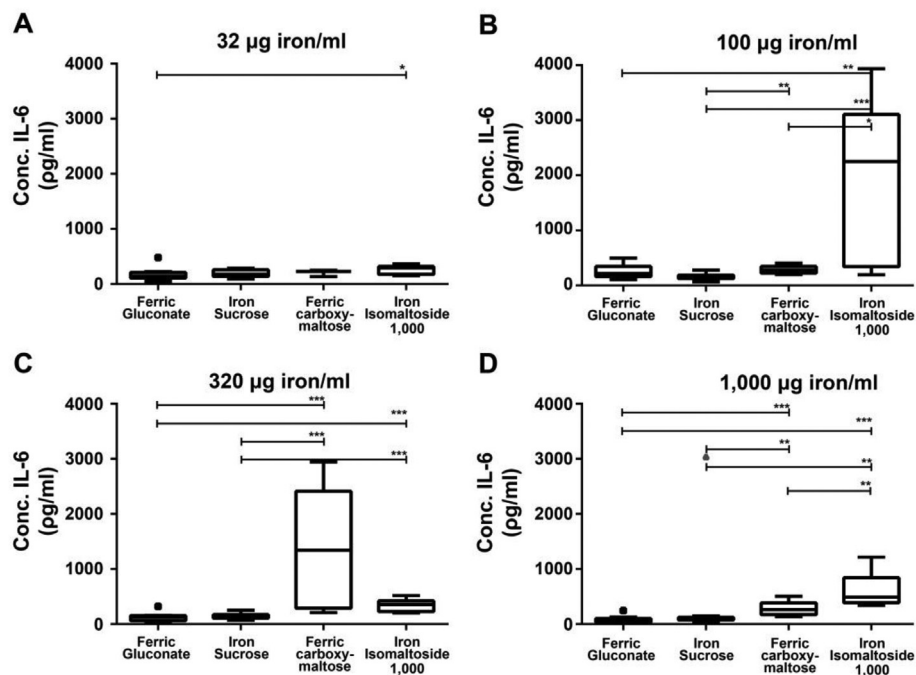 A
32 µg iron/ml
Conc. IL-6
(ρg/ml)
4000
3000
2000
1000
0
*
Ferric
Gluconate
Iron
Sucrose
Ferric
carboxy-
maltose
Iron
Isomaltoside
1,000
B
100 µg iron/ml
Conc. IL-6
(ρg/ml)
4000
3000
2000
1000
0
**
**
***
*
Ferric
Gluconate
Iron
Sucrose
Ferric
carboxy-
maltose
Iron
Isomaltoside
1,000
C
320 µg iron/ml
Conc. IL-6
(ρg/ml)
4000
3000
2000
1000
0
***
***
***
***
Ferric
Gluconate
Iron
Sucrose
Ferric
carboxy-
maltose
Iron
Isomaltoside
1,000
D
1,000 µg iron/ml
Conc. IL-6
(ρg/ml)
4000
3000
2000
1000
0
***
***
**
**
**
Ferric
Gluconate
Iron
Sucrose
Ferric
carboxy-
maltose
Iron
Isomaltoside
1,000